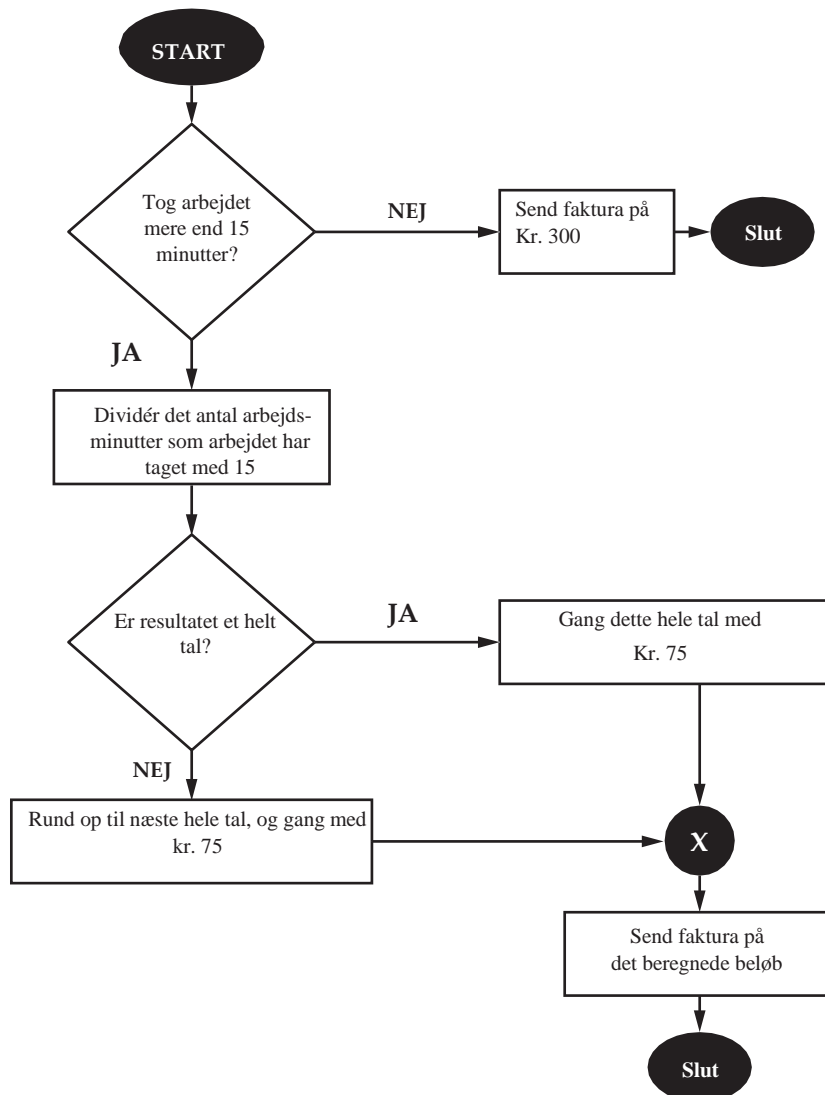 START
Tog arbejdet
mere end 15
minutter?
NEJ
Send faktura på
Kr. 300
Slut
JA
Dividér det antal arbejds-
minutter som arbejdet har
taget med 15
Er resultatet et helt
tal?
JA
Gang dette hele tal med
Kr. 75
NEJ
Rund op til næste hele tal, og gang med
kr. 75
X
Send faktura på
det beregnede beløb
Slut